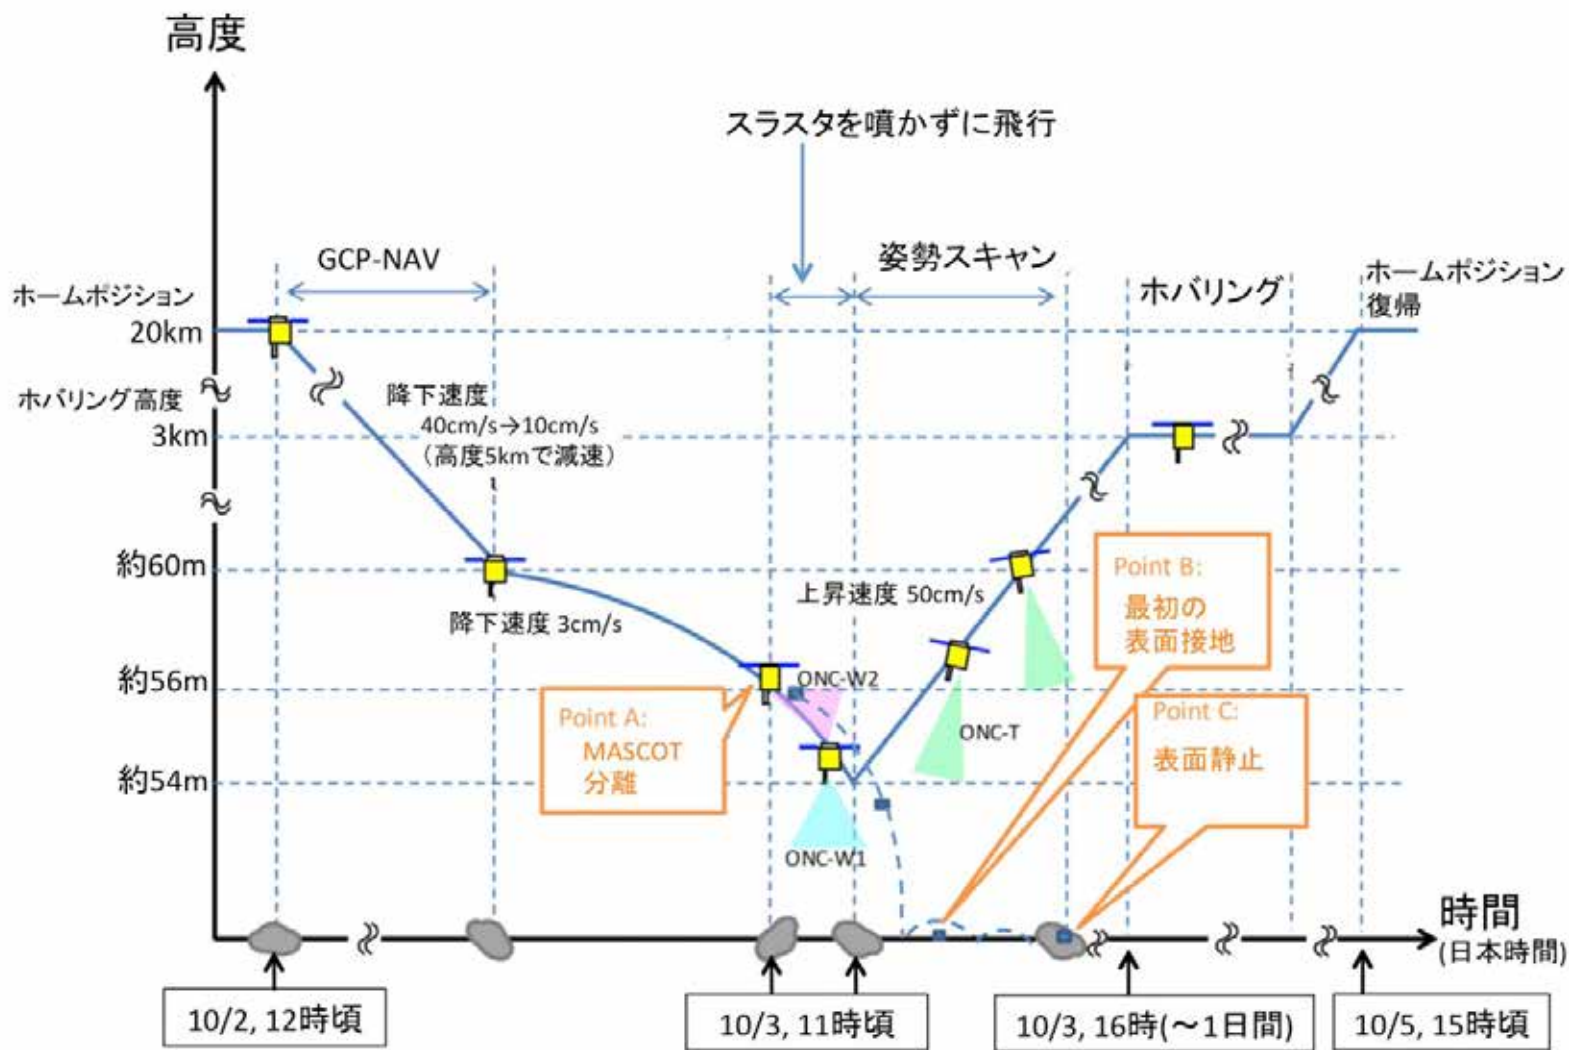 高度
スラスタを噴かずに飛行
GCP-NAV
姿勢スキャン
ホバリング
ホームポジション
復帰
ホームポジション
20km
ホバリング高度
3km
降下速度
40cm/s→10cm/s
（高度5kmで減速）
約60m
降下速度 3cm/s
上昇速度 50cm/s
Point B:
最初の
表面接地
約56m
ONC-W2
Point A:
MASCOT
分離
ONC-T
Point C:
表面静止
約54m
ONC-W1
時間
(日本時間)
10/2, 12時頃
10/3, 11時頃
10/3, 16時(～1日間)
10/5, 15時頃